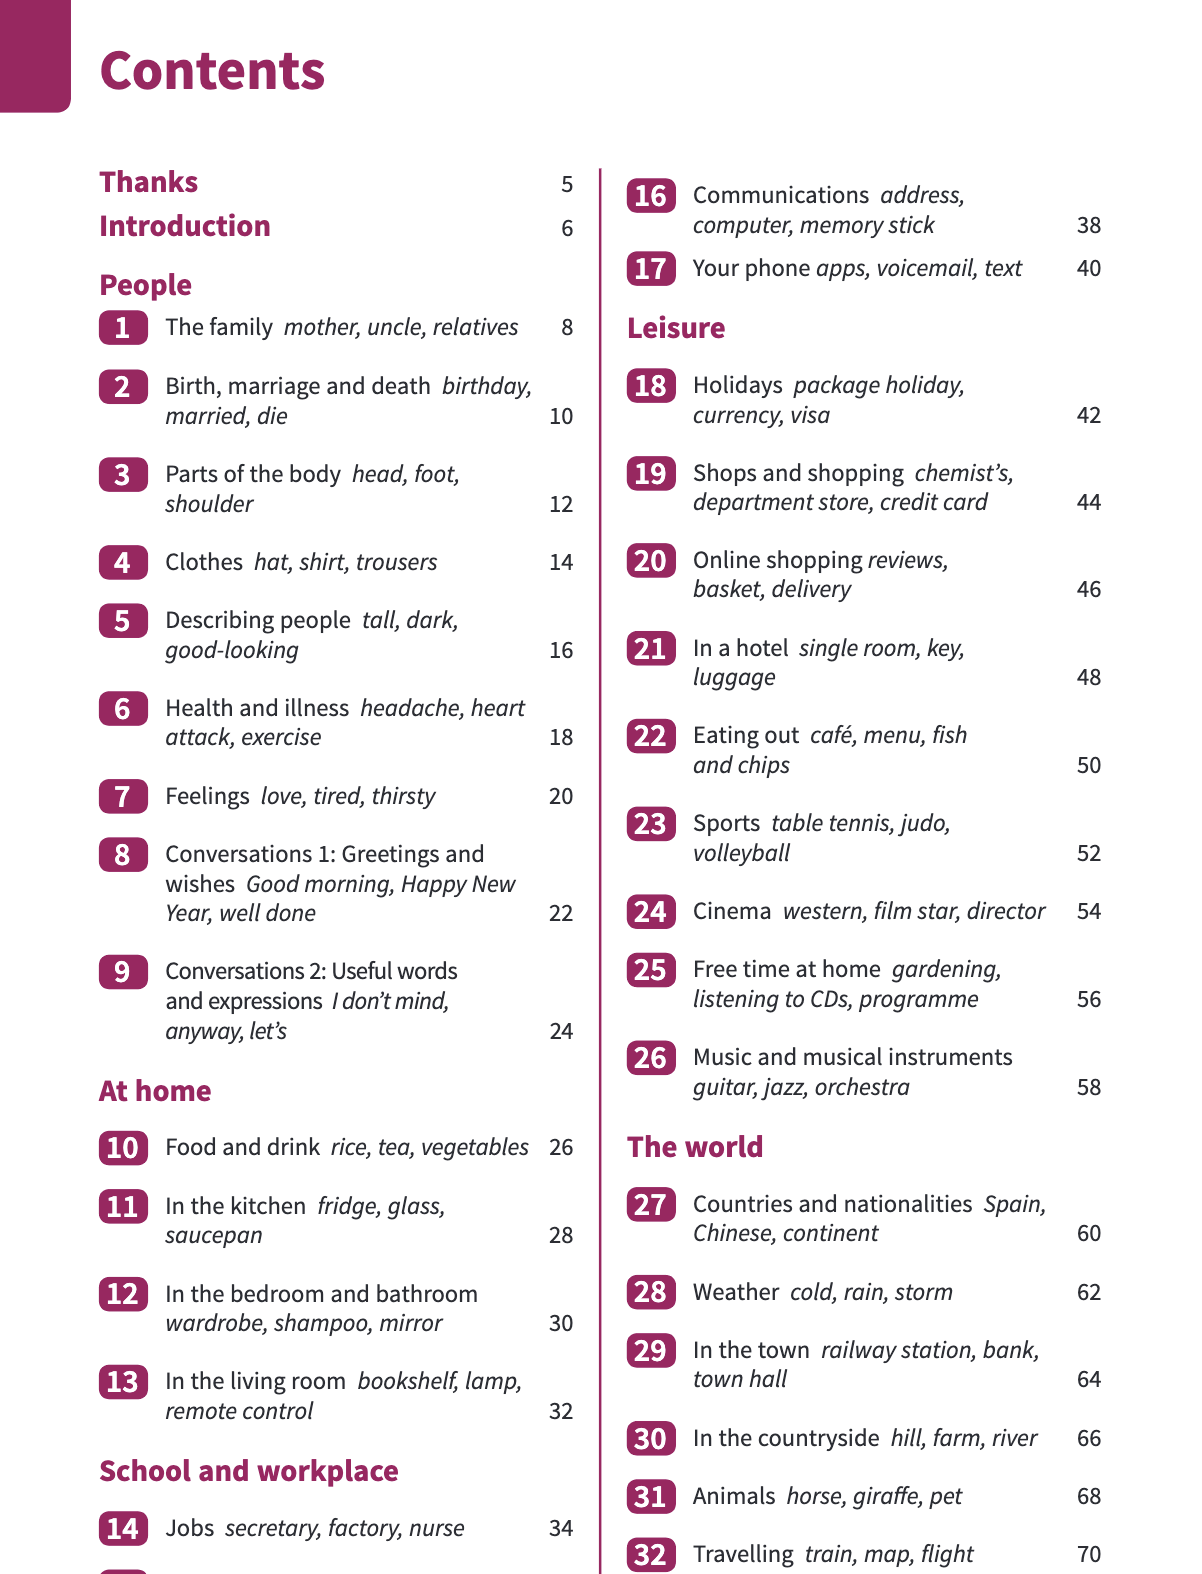 Contents
Thanks 5
Introduction 6
People
1 The family mother, uncle, relatives 8
2 Birth, marriage and death birthday,
married, die 10
3 Parts of the body head, foot,
shoulder 12
4 Clothes hat, shirt, trousers 14
5 Describing people tall, dark,
good-looking 16
6 Health and illness headache, heart
attack, exercise 18
7 Feelings love, tired, thirsty 20
8 Conversations 1: Greetings and
wishes Good morning, Happy New
Year, well done 22
9 Conversations 2: Useful words
and expressions I don’t mind,
anyway, let’s 24
At home
10 Food and drink rice, tea, vegetables 26
11 In the kitchen fridge, glass,
saucepan 28
12 In the bedroom and bathroom
wardrobe, shampoo, mirror 30
13 In the living room bookshelf, lamp,
remote control 32
School and workplace
14 Jobs secretary, factory, nurse 34
16 Communications address,
computer, memory stick 38
17 Your phone apps, voicemail, text 40
Leisure
18 Holidays package holiday,
currency, visa 42
19 Shops and shopping chemist’s,
department store, credit card 44
20 Online shopping reviews,
basket, delivery 46
21 In a hotel single room, key,
luggage 48
22 Eating out café, menu, fish
and chips 50
23 Sports table tennis, judo,
volleyball 52
24 Cinema western, film star, director 54
25 Free time at home gardening,
listening to CDs, programme 56
26 Music and musical instruments
guitar, jazz, orchestra 58
The world
27 Countries and nationalities Spain,
Chinese, continent 60
28 Weather cold, rain, storm 62
29 In the town railway station, bank,
town hall 64
30 In the countryside hill, farm, river 66
31 Animals horse, giraffe, pet 68
32 Travelling train, map, flight 70